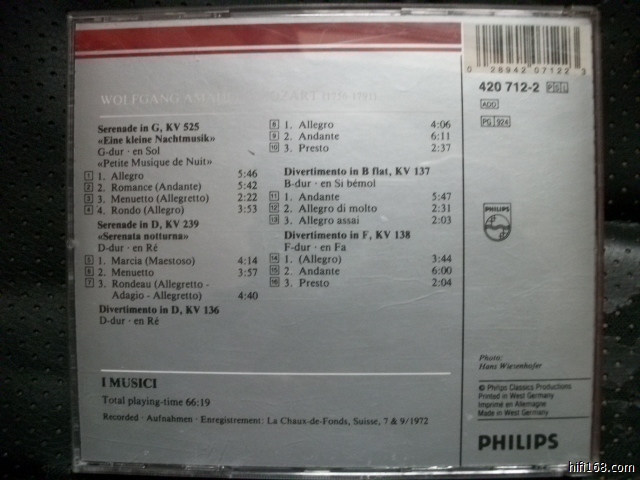 WOLFGANG AMADEUS MOZART (1756-1791)
Serenade in G, KV 525
«Eine kleine Nachtmusik»
G-dur · en Sol
«Petite Musique de Nuit»
1 1. Allegro 5:46
2 2. Romance (Andante) 5:42
3 3. Menuetto (Allegretto) 2:22
4 4. Rondo (Allegro) 3:53
Serenade in D, KV 239
«Serenata notturna»
D-dur · en Ré
5 1. Marcia (Maestoso) 4:14
6 2. Menuetto 3:57
7 3. Rondeau (Allegretto -
Adagio - Allegretto) 4:40
Divertimento in D, KV 136
D-dur · en Ré
8 1. Allegro 4:06
9 2. Andante 6:11
10 3. Presto 2:37
Divertimento in B flat, KV 137
B-dur · en Si bémol
11 1. Andante 5:47
12 2. Allegro di molto 2:31
13 3. Allegro assai 2:03
Divertimento in F, KV 138
F-dur · en Fa
14 1. (Allegro) 3:44
15 2. Andante 6:00
16 3. Presto 2:04
I MUSICI
Total playing-time 66:19
Recorded · Aufnahmen · Enregistrement: La Chaux-de-Fonds, Suisse, 7 & 9/1972
0 28942 07122 3
420 712-2
ADD
PG 924
PHILIPS
Photo:
Hans Wiesenhofer
© Philips Classics Productions
Printed in West Germany
Imprimé en Allemagne
Made in West Germany
PHILIPS
hifi168.com